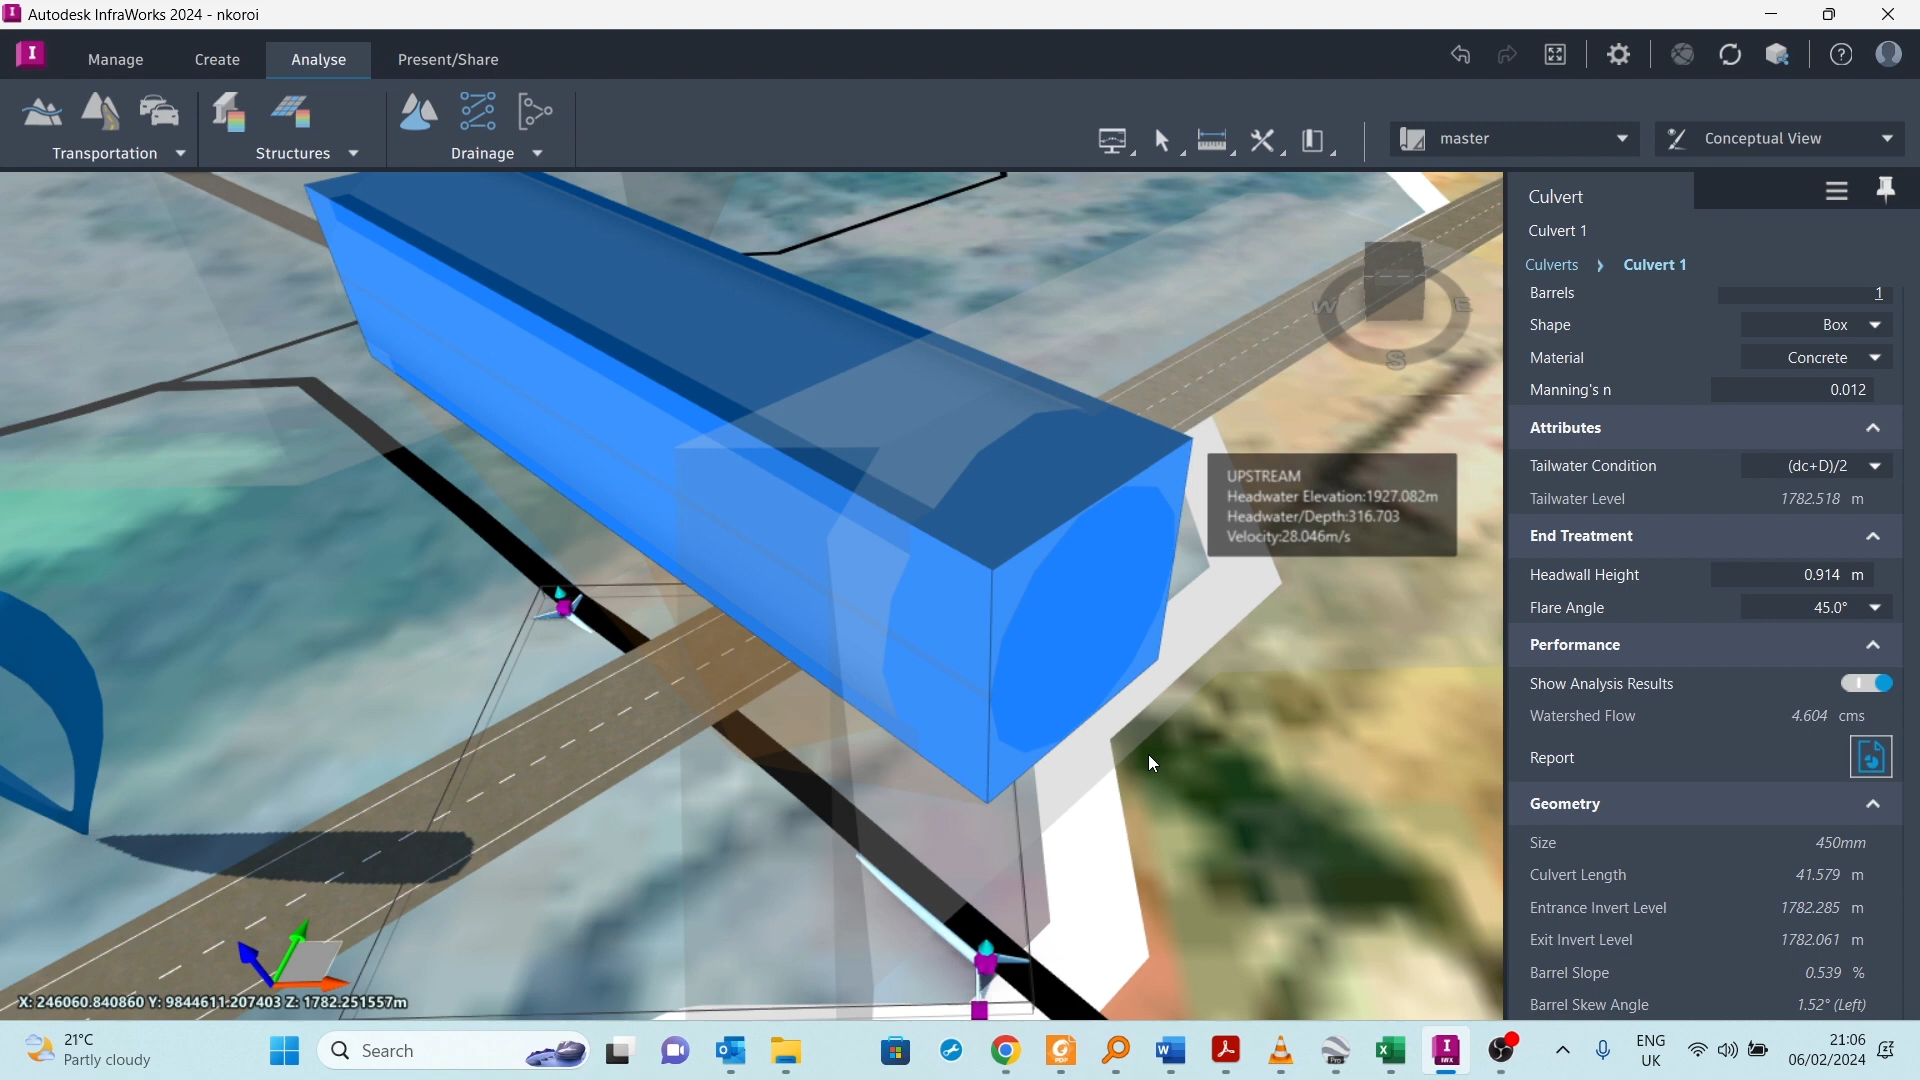 Autodesk InfraWorks 2024 - nkoroi
Manage Create Analyse Present/Share
Transportation Structures Drainage
master Conceptual View
UPSTREAM
Headwater Elevation:1927.082m
Headwater/Depth:316.703
Velocity:28.046m/s
W E
S
X: 246060.840860 Y: 9844611.207403 Z: 1782.251557m
Culvert
Culvert 1
Culverts Culvert 1
Barrels 1
Shape Box
Material Concrete
Manning's n 0.012
Attributes
Tailwater Condition (dc+D)/2
Tailwater Level 1782.518 m
End Treatment
Headwall Height 0.914 m
Flare Angle 45.0°
Performance
Show Analysis Results
Watershed Flow 4.604 cms
Report
Geometry
Size 450mm
Culvert Length 41.579 m
Entrance Invert Level 1782.285 m
Exit Invert Level 1782.061 m
Barrel Slope 0.539 %
Barrel Skew Angle 1.52° (Left)
21°C
Partly cloudy
Search
ENG
UK
21:06
06/02/2024